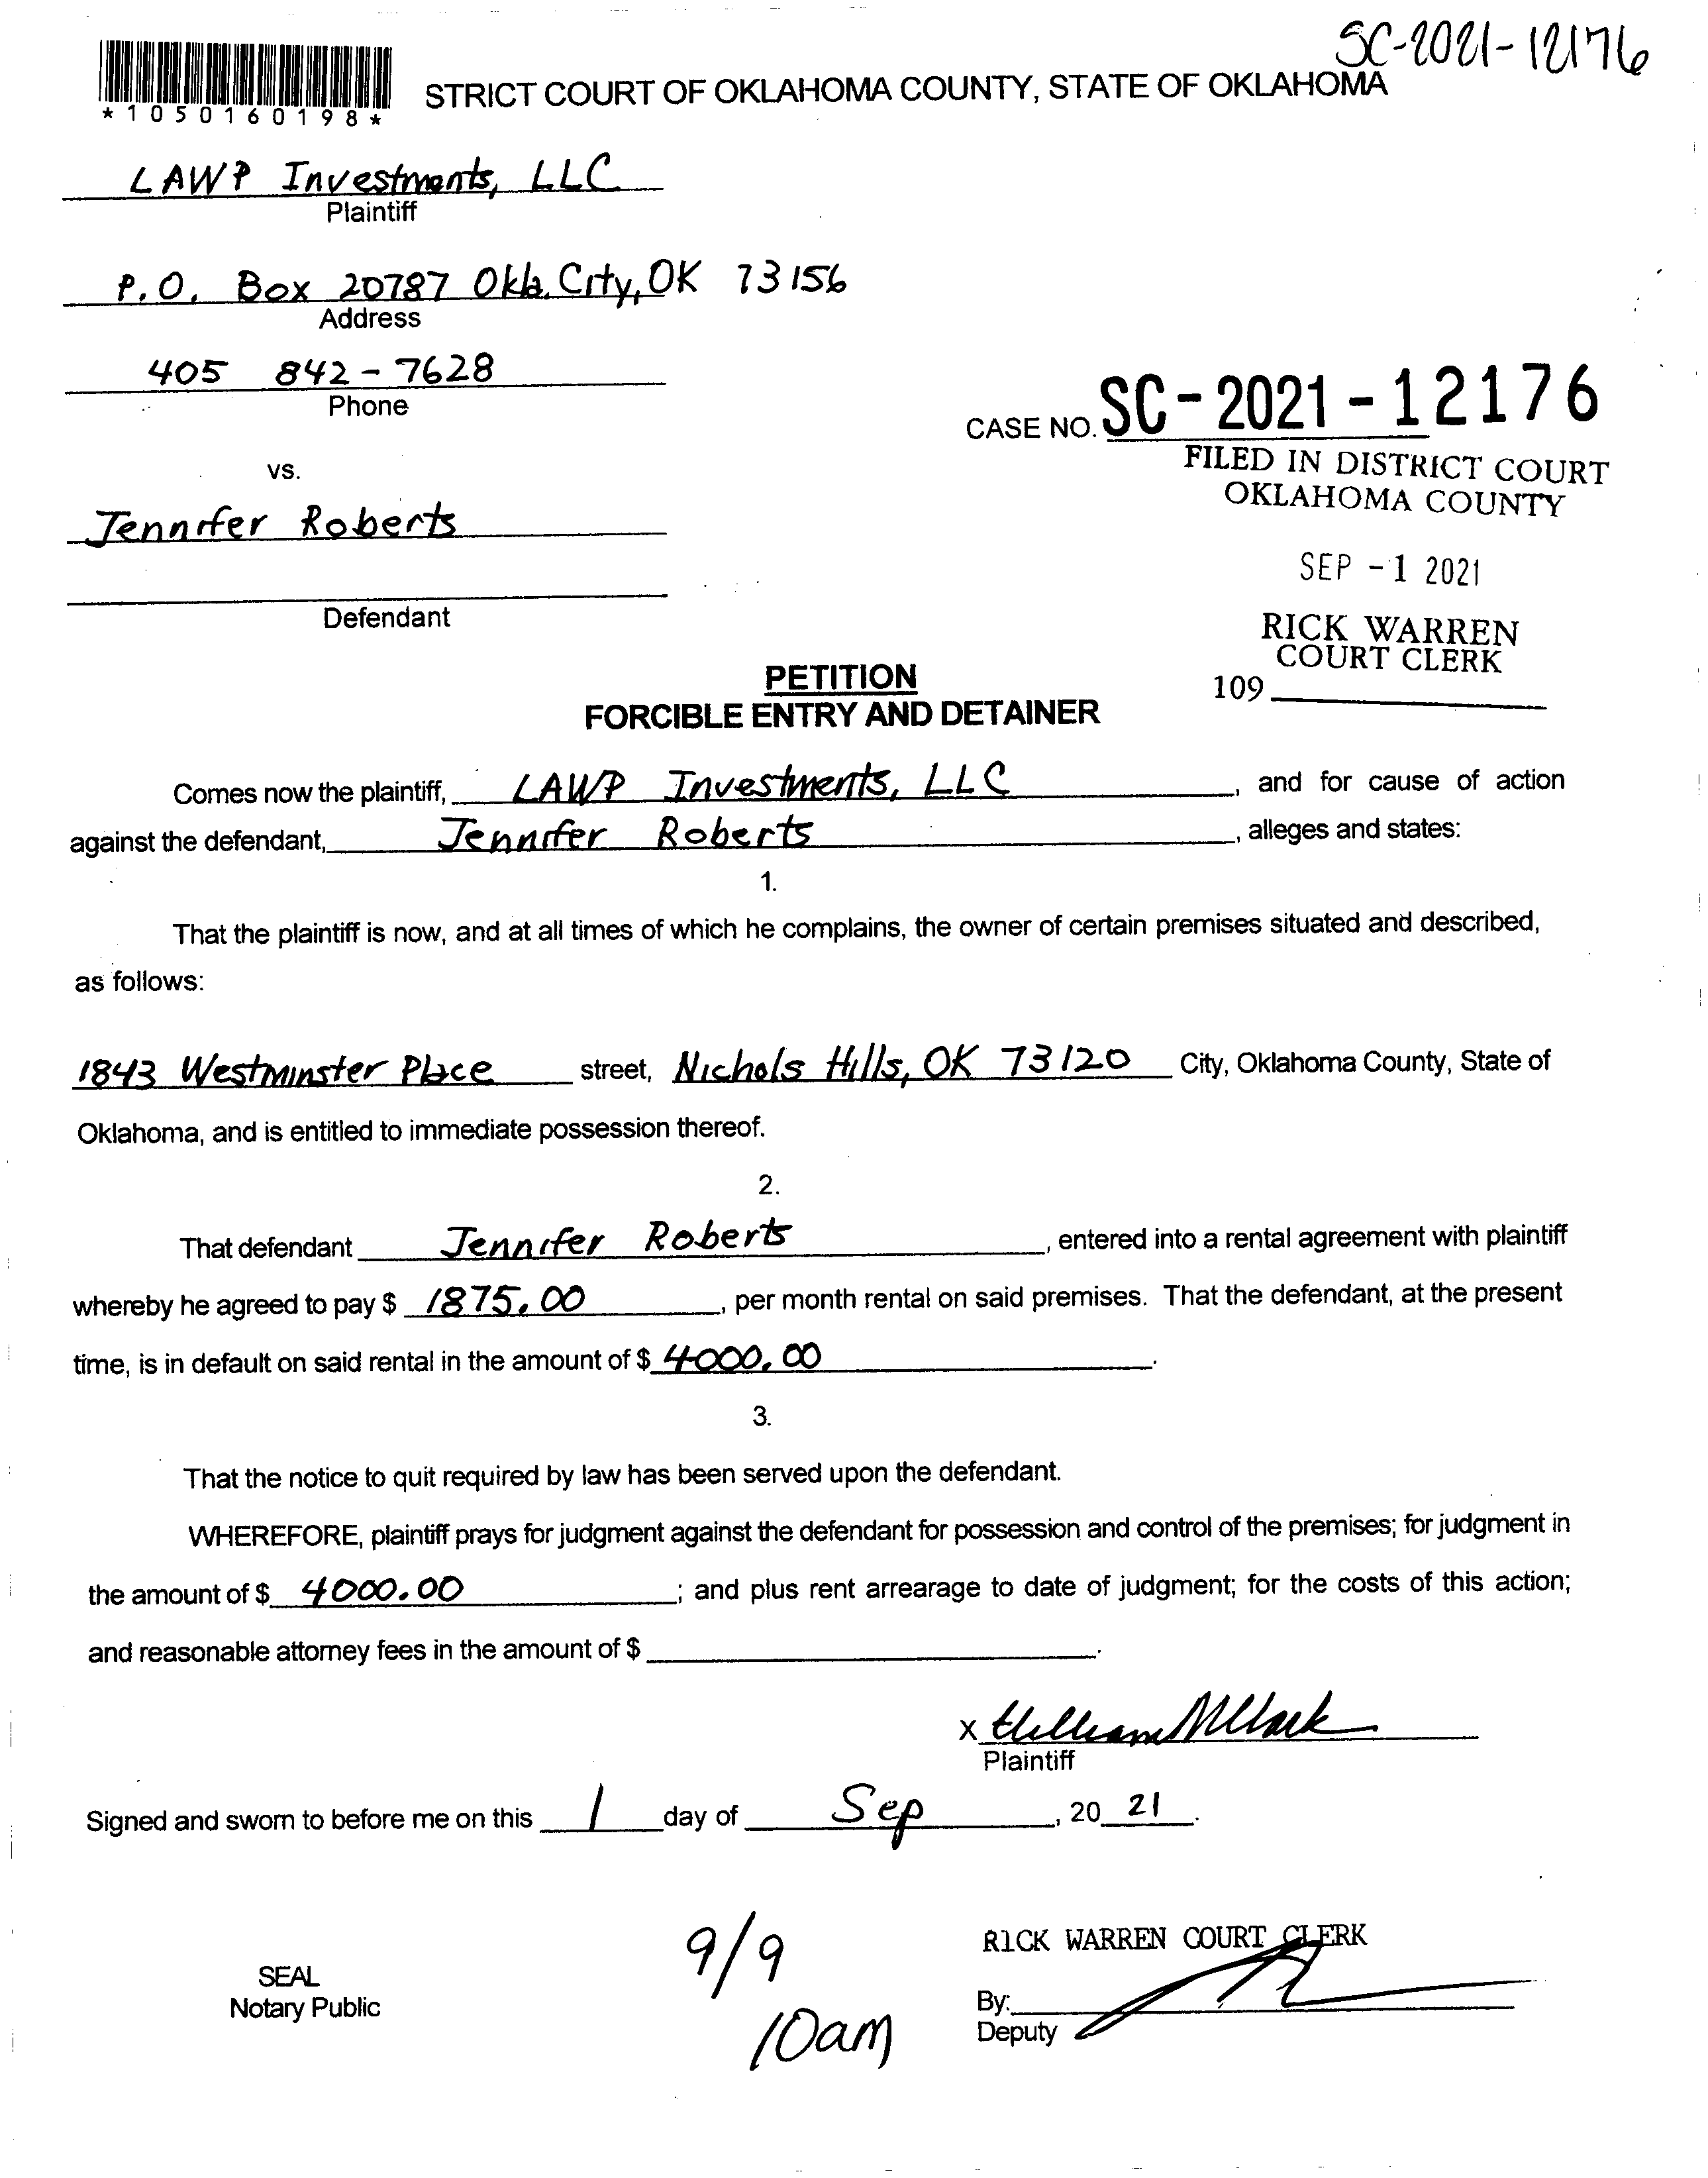 SC-2021-12176
STRICT COURT OF OKLAHOMA COUNTY, STATE OF OKLAHOMA
*1050160198*
LAWP Investments, LLC
Plaintiff
P.O. Box 20787 Okla. City, OK 73156
Address
405 842-7628
Phone
CASE NO. SC-2021-12176
FILED IN DISTRICT COURT
OKLAHOMA COUNTY
vs.
Jennifer Roberts
SEP -1 2021
Defendant
RICK WARREN
COURT CLERK
109
PETITION
FORCIBLE ENTRY AND DETAINER
Comes now the plaintiff, LAWP Investments, LLC, and for cause of action
against the defendant, Jennifer Roberts, alleges and states:
1.
That the plaintiff is now, and at all times of which he complains, the owner of certain premises situated and described,
as follows:
1843 Westminster Place street, Nichols Hills, OK 73120 City, Oklahoma County, State of
Oklahoma, and is entitled to immediate possession thereof.
2.
That defendant Jennifer Roberts, entered into a rental agreement with plaintiff
whereby he agreed to pay $ 1875.00, per month rental on said premises. That the defendant, at the present
time, is in default on said rental in the amount of $ 4000.00.
3.
That the notice to quit required by law has been served upon the defendant.
WHEREFORE, plaintiff prays for judgment against the defendant for possession and control of the premises; for judgment in
the amount of $ 4000.00; and plus rent arrearage to date of judgment; for the costs of this action;
and reasonable attorney fees in the amount of $ .
X William M Clark
Plaintiff
Signed and sworn to before me on this 1 day of Sep, 20 21.
9/9
10am
RICK WARREN COURT CLERK
SEAL
Notary Public
By:
Deputy